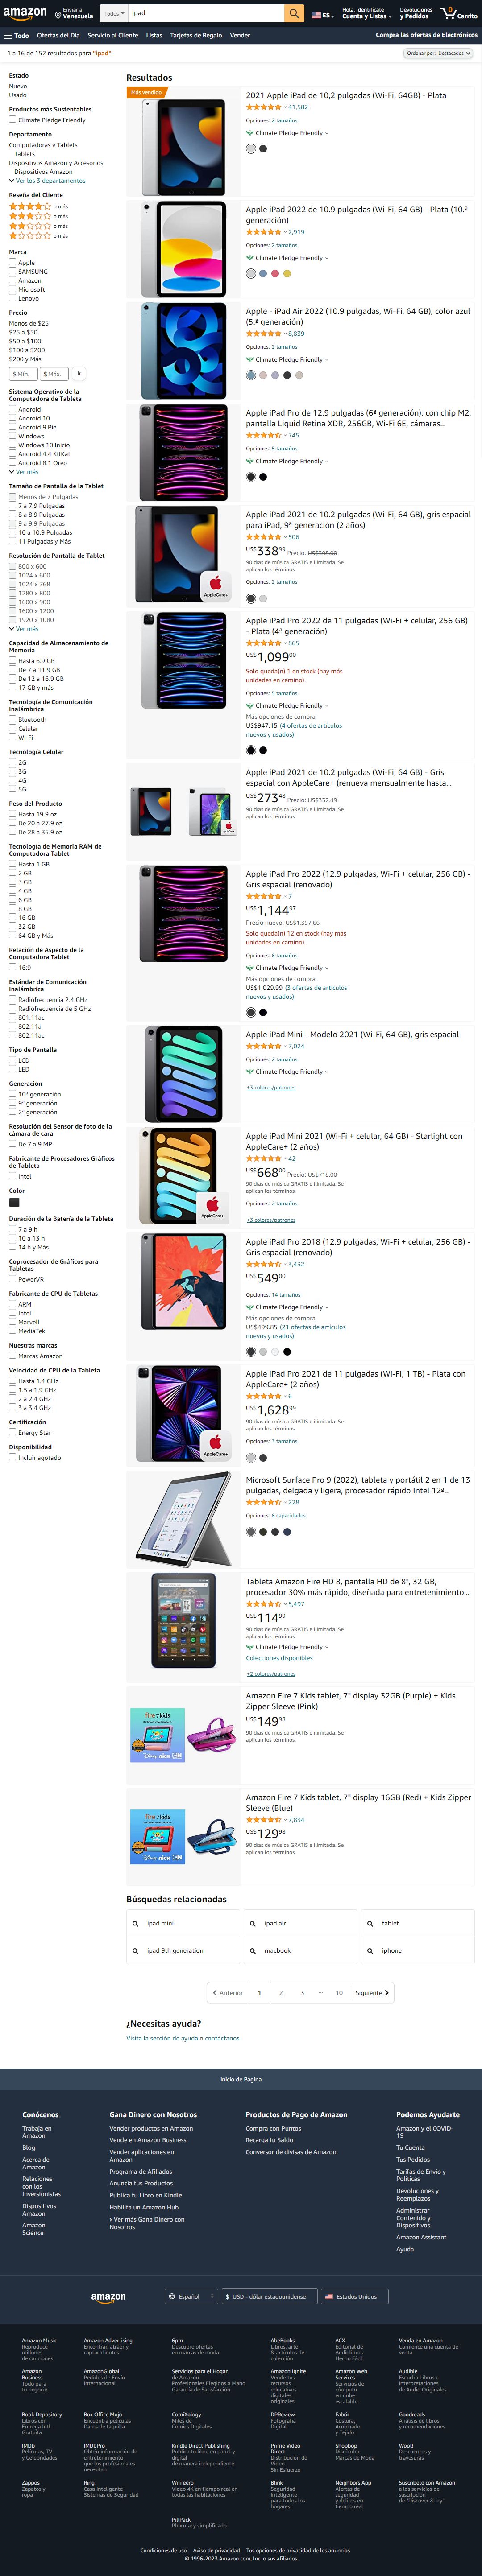 amazon
Enviar a
Venezuela
Todos
ipad
ES
Hola, Identifícate
Cuenta y Listas
Devoluciones
y Pedidos
0
Carrito
Todo
Ofertas del Día
Servicio al Cliente
Listas
Tarjetas de Regalo
Vender
Compra las ofertas de Electrónicos
1 a 16 de 152 resultados para "ipad"
Ordenar por: Destacados
Estado
Nuevo
Usado
Productos más Sustentables
Climate Pledge Friendly
Departamento
Computadoras y Tablets
Tablets
Dispositivos Amazon y Accesorios
Dispositivos Amazon
Ver los 3 departamentos
Reseña del Cliente
o más
o más
o más
o más
Marca
Apple
SAMSUNG
Amazon
Microsoft
Lenovo
Precio
Menos de $25
$25 a $50
$50 a $100
$100 a $200
$200 y Más
$ Mín.
$ Máx.
Ir
Sistema Operativo de la
Computadora de Tableta
Android
Android 10
Android 9 Pie
Windows
Windows 10 Inicio
Android 4.4 KitKat
Android 8.1 Oreo
Ver más
Tamaño de Pantalla de la Tablet
Menos de 7 Pulgadas
7 a 7.9 Pulgadas
8 a 8.9 Pulgadas
9 a 9.9 Pulgadas
10 a 10.9 Pulgadas
11 Pulgadas y Más
Resolución de Pantalla de Tablet
800 x 600
1024 x 600
1024 x 768
1280 x 800
1600 x 900
1600 x 1200
1920 x 1080
Ver más
Capacidad de Almacenamiento de
Memoria
Hasta 6.9 GB
De 7 a 11.9 GB
De 12 a 16.9 GB
17 GB y más
Tecnología de Comunicación
Inalámbrica
Bluetooth
Celular
Wi-Fi
Tecnología Celular
2G
3G
4G
5G
Peso del Producto
Hasta 19.9 oz
De 20 a 27.9 oz
De 28 a 35.9 oz
Tecnología de Memoria RAM de
Computadora Tablet
Hasta 1 GB
2 GB
3 GB
4 GB
6 GB
8 GB
16 GB
32 GB
64 GB y Más
Relación de Aspecto de la
Computadora Tablet
16:9
Estándar de Comunicación
Inalámbrica
Radiofrecuencia 2.4 GHz
Radiofrecuencia de 5 GHz
801.11ac
802.11a
802.11ac
Tipo de Pantalla
LCD
LED
Generación
10ª generación
9ª generación
2ª generación
Resolución del Sensor de foto de la
cámara de cara
De 7 a 9 MP
Fabricante de Procesadores Gráficos
de Tableta
Intel
Color
Duración de la Batería de la Tableta
7 a 9 h
10 a 13 h
14 h y Más
Coprocesador de Gráficos para
Tabletas
PowerVR
Fabricante de CPU de Tabletas
ARM
Intel
Marvell
MediaTek
Nuestras marcas
Marcas Amazon
Velocidad de CPU de la Tableta
Hasta 1.4 GHz
1.5 a 1.9 GHz
2 a 2.4 GHz
3 a 3.4 GHz
Certificación
Energy Star
Disponibilidad
Incluir agotado
Resultados
Más vendido
2021 Apple iPad de 10,2 pulgadas (Wi-Fi, 64GB) - Plata
41,582
Opciones: 2 tamaños
Climate Pledge Friendly
Apple iPad 2022 de 10.9 pulgadas (Wi-Fi, 64 GB) - Plata (10.ª
generación)
2,919
Opciones: 2 tamaños
Climate Pledge Friendly
Apple - iPad Air 2022 (10.9 pulgadas, Wi-Fi, 64 GB), color azul
(5.ª generación)
8,839
Opciones: 2 tamaños
Climate Pledge Friendly
Apple iPad Pro de 12.9 pulgadas (6ª generación): con chip M2,
pantalla Liquid Retina XDR, 256GB, Wi-Fi 6E, cámaras...
745
Opciones: 5 tamaños
Climate Pledge Friendly
AppleCare+
Apple iPad 2021 de 10.2 pulgadas (Wi-Fi, 64 GB), gris espacial
para iPad, 9ª generación (2 años)
506
US$338⁹⁹ Precio: US$398.00
90 días de música GRATIS e ilimitada. Se
aplican los términos.
Opciones: 2 tamaños
Apple iPad Pro 2022 de 11 pulgadas (Wi-Fi + celular, 256 GB)
- Plata (4ª generación)
865
US$1,099⁰⁰
Solo queda(n) 1 en stock (hay más
unidades en camino).
Opciones: 5 tamaños
Climate Pledge Friendly
Más opciones de compra
US$947.15 (4 ofertas de artículos
nuevos y usados)
Apple iPad 2021 de 10.2 pulgadas (Wi-Fi, 64 GB) - Gris
espacial con AppleCare+ (renueva mensualmente hasta...
US$273⁴⁸ Precio: US$332.49
90 días de música GRATIS e ilimitada. Se
aplican los términos
Apple iPad Pro 2022 (12.9 pulgadas, Wi-Fi + celular, 256 GB) -
Gris espacial (renovado)
7
US$1,144⁹⁷
Precio nuevo: US$1,397.66
Solo queda(n) 12 en stock (hay más
unidades en camino).
Opciones: 6 tamaños
Climate Pledge Friendly
Más opciones de compra
US$1,029.99 (3 ofertas de artículos
nuevos y usados)
Apple iPad Mini - Modelo 2021 (Wi-Fi, 64 GB), gris espacial
7,024
Opciones: 2 tamaños
Climate Pledge Friendly
+3 colores/patrones
AppleCare+
Apple iPad Mini 2021 (Wi-Fi + celular, 64 GB) - Starlight con
AppleCare+ (2 años)
42
US$668⁰⁰ Precio: US$718.00
90 días de música GRATIS e ilimitada. Se
aplican los términos
Opciones: 2 tamaños
+3 colores/patrones
Apple iPad Pro 2018 (12.9 pulgadas, Wi-Fi + celular, 256 GB) -
Gris espacial (renovado)
3,432
US$549⁰⁰
Opciones: 14 tamaños
Climate Pledge Friendly
Más opciones de compra
US$499.85 (21 ofertas de artículos
nuevos y usados)
AppleCare+
Apple iPad Pro 2021 de 11 pulgadas (Wi-Fi, 1 TB) - Plata con
AppleCare+ (2 años)
6
US$1,628⁹⁹
90 días de música GRATIS e ilimitada. Se
aplican los términos.
Opciones: 3 tamaños
Microsoft Surface Pro 9 (2022), tableta y portátil 2 en 1 de 13
pulgadas, delgada y ligera, procesador rápido Intel 12ª...
228
Opciones: 6 capacidades
Tableta Amazon Fire HD 8, pantalla HD de 8", 32 GB,
procesador 30% más rápido, diseñada para entretenimiento...
5,497
US$114⁹⁹
90 días de música GRATIS e ilimitada. Se
aplican los términos.
Climate Pledge Friendly
Colecciones disponibles
+2 colores/patrones
fire 7 kids
Disney nick CN
Amazon Fire 7 Kids tablet, 7" display 32GB (Purple) + Kids
Zipper Sleeve (Pink)
US$149⁹⁸
90 días de música GRATIS e ilimitada. Se
aplican los términos.
fire 7 kids
Disney nick CN
Amazon Fire 7 Kids tablet, 7" display 16GB (Red) + Kids Zipper
Sleeve (Blue)
7,834
US$129⁹⁸
90 días de música GRATIS e ilimitada. Se
aplican los términos.
Búsquedas relacionadas
ipad mini
ipad air
tablet
ipad 9th generation
macbook
iphone
Anterior 1 2 3 ... 10 Siguiente
¿Necesitas ayuda?
Visita la sección de ayuda o contáctanos
Inicio de Página
Conócenos
Trabaja en
Amazon
Blog
Acerca de
Amazon
Relaciones
con los
Inversionistas
Dispositivos
Amazon
Amazon
Science
Gana Dinero con Nosotros
Vender productos en Amazon
Vende en Amazon Business
Vender aplicaciones en
Amazon
Programa de Afiliados
Anuncia tus Productos
Publica tu Libro en Kindle
Habilita un Amazon Hub
› Ver más Gana Dinero con
Nosotros
Productos de Pago de Amazon
Compra con Puntos
Recarga tu Saldo
Conversor de divisas de Amazon
Podemos Ayudarte
Amazon y el COVID-
19
Tu Cuenta
Tus Pedidos
Tarifas de Envío y
Políticas
Devoluciones y
Reemplazos
Administrar
Contenido y
Dispositivos
Amazon Assistant
Ayuda
amazon
Español
$ USD - dólar estadounidense
Estados Unidos
Amazon Music
Reproduce
millones
de canciones
Amazon Advertising
Encontrar, atraer y
captar clientes
6pm
Descubre ofertas
en marcas de moda
AbeBooks
Libros, arte
& artículos de
colección
ACX
Editorial de
Audiolibros
Hecho Fácil
Venda en Amazon
Comience una cuenta de
venta
Amazon
Business
Todo para
tu negocio
AmazonGlobal
Pedidos de Envío
Internacional
Servicios para el Hogar
de Amazon
Profesionales Elegidos a Mano
Garantía de Satisfacción
Amazon Ignite
Vende tus
recursos
educativos
digitales
originales
Amazon Web
Services
Servicios de
cómputo
en nube
escalable
Audible
Escucha Libros e
Interpretaciones
de Audio Originales
Book Depository
Libros con
Entrega Intl
Gratuita
Box Office Mojo
Encuentra películas
Datos de taquilla
ComiXology
Miles de
Comics Digitales
DPReview
Fotografía
Digital
Fabric
Costura,
Acolchado
y Tejido
Goodreads
Análisis de libros
y recomendaciones
IMDb
Películas, TV
y Celebridades
IMDbPro
Obtén información de
entretenimiento
que los profesionales
necesitan
Kindle Direct Publishing
Publica tu libro en papel y
digital
de manera independiente
Prime Video
Direct
Distribución de
Video
Sin Esfuerzo
Shopbop
Diseñador
Marcas de Moda
Woot!
Descuentos y
travesuras
Zappos
Zapatos y
ropa
Ring
Casa Inteligente
Sistemas de Seguridad
Wifi eero
Video 4K en tiempo real en
todas las habitaciones
Blink
Seguridad
inteligente
para todos los
hogares
Neighbors App
Alertas de
seguridad
y delitos en
tiempo real
Suscríbete con Amazon
a los servicios de
suscripción
de "Discover & try"
PillPack
Pharmacy simplificado
Condiciones de uso Aviso de privacidad Tus opciones de privacidad de los anuncios
© 1996-2023 Amazon.com, Inc. o sus afiliados